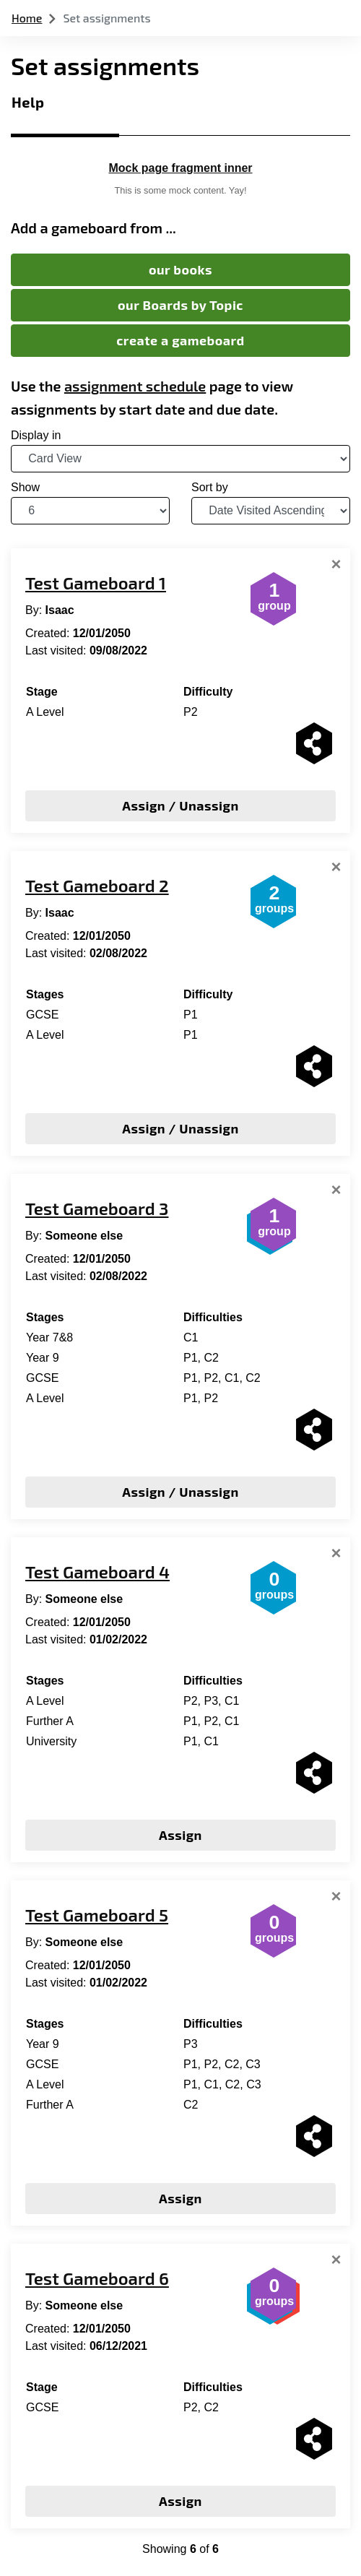 Home > Set assignments
Set assignments
Help
Mock page fragment inner
This is some mock content. Yay!
Add a gameboard from ...
our books
our Boards by Topic
create a gameboard
Use the assignment schedule page to view
assignments by start date and due date.
Display in
Card View
Show Sort by
6 Date Visited Ascending
×
Test Gameboard 1
1
group
By: Isaac
Created: 12/01/2050
Last visited: 09/08/2022
Stage Difficulty
A Level P2
Assign / Unassign
×
Test Gameboard 2
2
groups
By: Isaac
Created: 12/01/2050
Last visited: 02/08/2022
Stages Difficulty
GCSE P1
A Level P1
Assign / Unassign
×
Test Gameboard 3
1
group
By: Someone else
Created: 12/01/2050
Last visited: 02/08/2022
Stages Difficulties
Year 7&8 C1
Year 9 P1, C2
GCSE P1, P2, C1, C2
A Level P1, P2
Assign / Unassign
×
Test Gameboard 4
0
groups
By: Someone else
Created: 12/01/2050
Last visited: 01/02/2022
Stages Difficulties
A Level P2, P3, C1
Further A P1, P2, C1
University P1, C1
Assign
×
Test Gameboard 5
0
groups
By: Someone else
Created: 12/01/2050
Last visited: 01/02/2022
Stages Difficulties
Year 9 P3
GCSE P1, P2, C2, C3
A Level P1, C1, C2, C3
Further A C2
Assign
×
Test Gameboard 6
0
groups
By: Someone else
Created: 12/01/2050
Last visited: 06/12/2021
Stage Difficulties
GCSE P2, C2
Assign
Showing 6 of 6